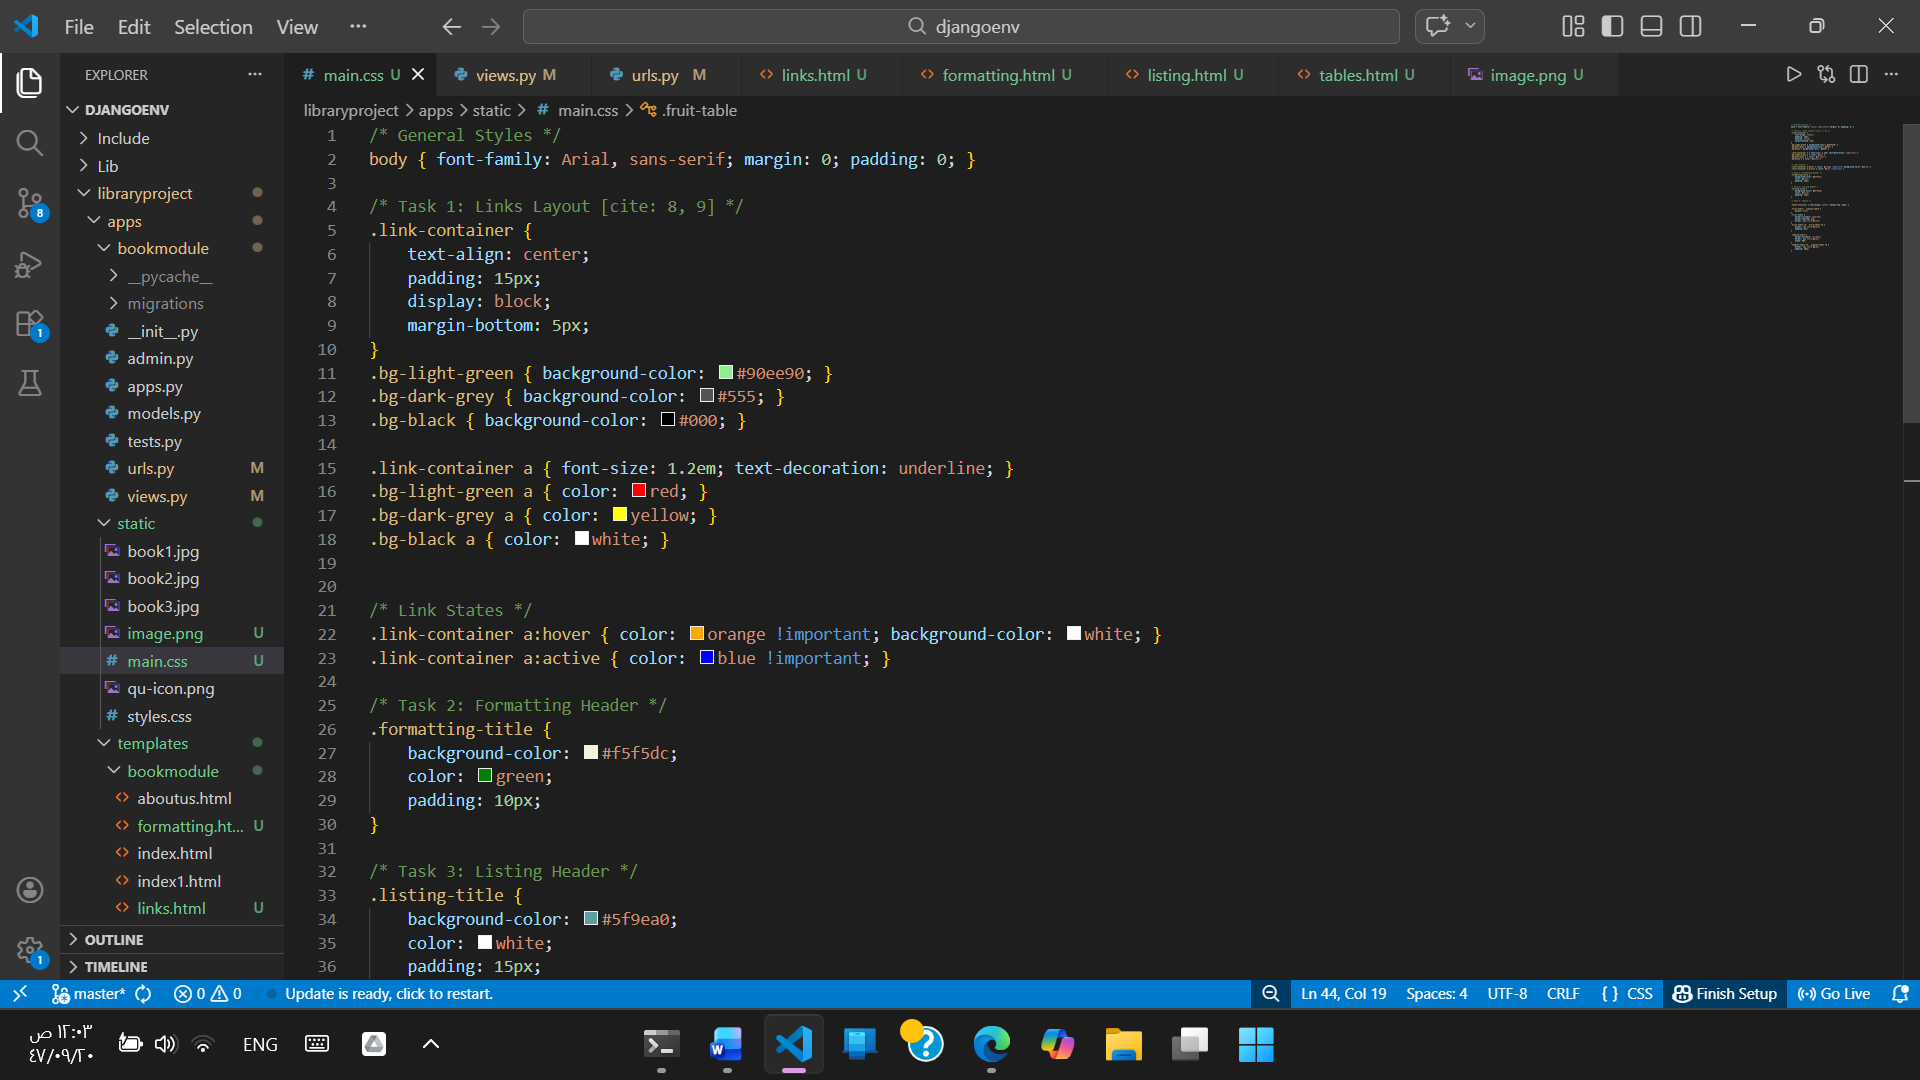 File Edit Selection View ··· djangoenv
EXPLORER ···
DJANGOENV
Include
Lib
libraryproject
apps
bookmodule
__pycache__
migrations
__init__.py
admin.py
apps.py
models.py
tests.py
urls.py M
views.py M
static
book1.jpg
book2.jpg
book3.jpg
image.png U
main.css U
qu-icon.png
styles.css
templates
bookmodule
aboutus.html
formatting.ht... U
index.html
index1.html
links.html U
OUTLINE
TIMELINE
8
1
1
main.css U views.py M urls.py M links.html U formatting.html U listing.html U tables.html U image.png U
libraryproject > apps > static > # main.css > .fruit-table
1 /* General Styles */
2 body { font-family: Arial, sans-serif; margin: 0; padding: 0; }
3
4 /* Task 1: Links Layout [cite: 8, 9] */
5 .link-container {
6 text-align: center;
7 padding: 15px;
8 display: block;
9 margin-bottom: 5px;
10 }
11 .bg-light-green { background-color: #90ee90; }
12 .bg-dark-grey { background-color: #555; }
13 .bg-black { background-color: #000; }
14
15 .link-container a { font-size: 1.2em; text-decoration: underline; }
16 .bg-light-green a { color: red; }
17 .bg-dark-grey a { color: yellow; }
18 .bg-black a { color: white; }
19
20
21 /* Link States */
22 .link-container a:hover { color: orange !important; background-color: white; }
23 .link-container a:active { color: blue !important; }
24
25 /* Task 2: Formatting Header */
26 .formatting-title {
27 background-color: #f5f5dc;
28 color: green;
29 padding: 10px;
30 }
31
32 /* Task 3: Listing Header */
33 .listing-title {
34 background-color: #5f9ea0;
35 color: white;
36 padding: 15px;
master* 0 0 Update is ready, click to restart. Ln 44, Col 19 Spaces: 4 UTF-8 CRLF { } CSS Finish Setup Go Live
١٢:٠٣ ص
٤٧/٠٩/٢٠
ENG